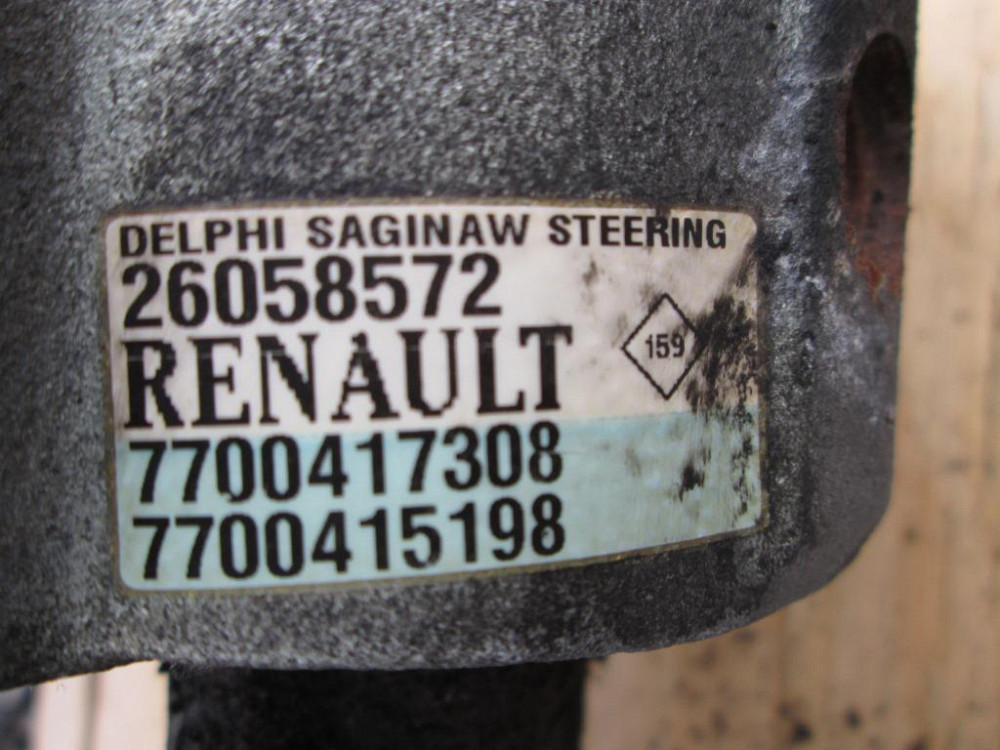 DELPHI SAGINAW STEERING
26058572
RENAULT
159
7700417308
7700415198